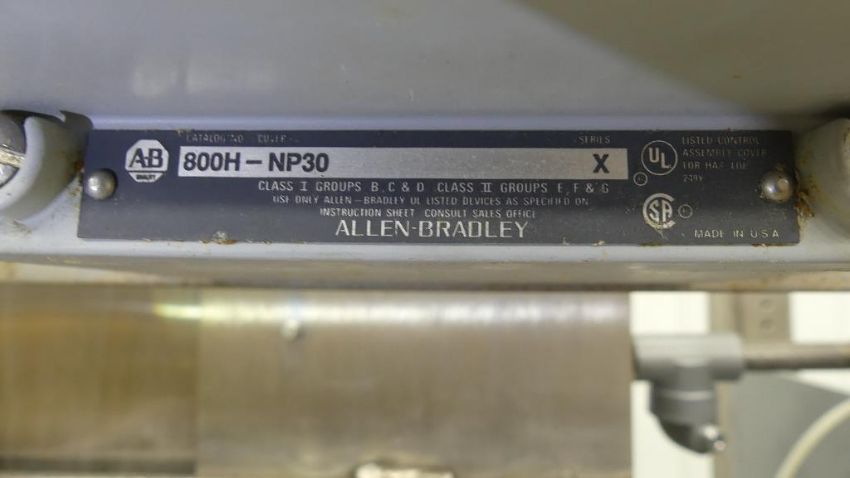 CATALOG NO. COVER
SERIES
A-B
QUALITY
800H-NP30
X
CLASS I GROUPS B, C & D CLASS II GROUPS E, F & G
USE ONLY ALLEN-BRADLEY UL LISTED DEVICES AS SPECIFIED ON
INSTRUCTION SHEET. CONSULT SALES OFFICE
ALLEN-BRADLEY
UL
LISTED CONTROL
ASSEMBLY COVER
FOR HAZ. LOC.
SA
MADE IN U.S.A.